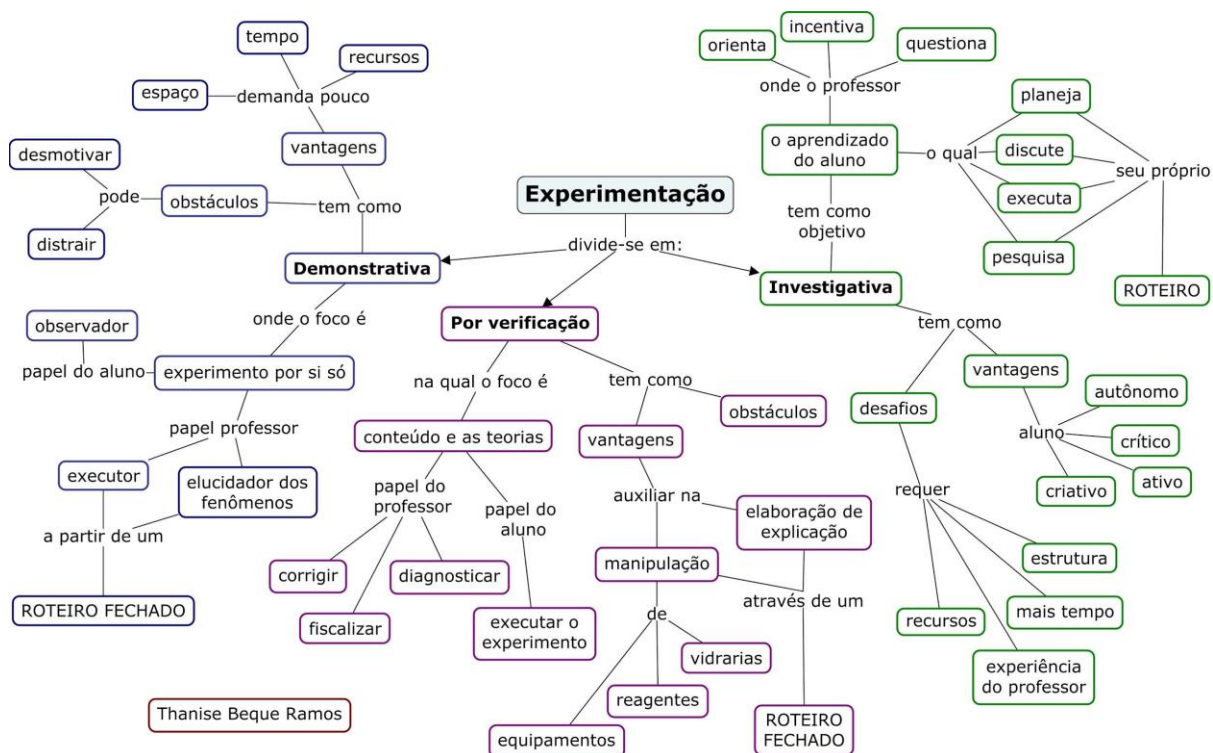 tempo
recursos
espaço
demanda pouco
vantagens
desmotivar
pode
obstáculos
tem como
distrair
Experimentação
divide-se em:
Demonstrativa
onde o foco é
observador
papel do aluno
experimento por si só
papel professor
executor
elucidador dos
fenômenos
a partir de um
ROTEIRO FECHADO
Por verificação
na qual o foco é
conteúdo e as teorias
papel do
professor
corrigir
fiscalizar
diagnosticar
papel do
aluno
executar o
experimento
tem como
obstáculos
vantagens
auxiliar na
elaboração de
explicação
manipulação
de
equipamentos
reagentes
vidrarias
através de um
ROTEIRO
FECHADO
orienta
incentiva
questiona
onde o professor
o aprendizado
do aluno
o qual
planeja
discute
executa
pesquisa
seu próprio
ROTEIRO
tem como
objetivo
Investigativa
tem como
desafios
requer
recursos
experiência
do professor
mais tempo
estrutura
vantagens
aluno
autônomo
crítico
ativo
criativo
Thanise Beque Ramos